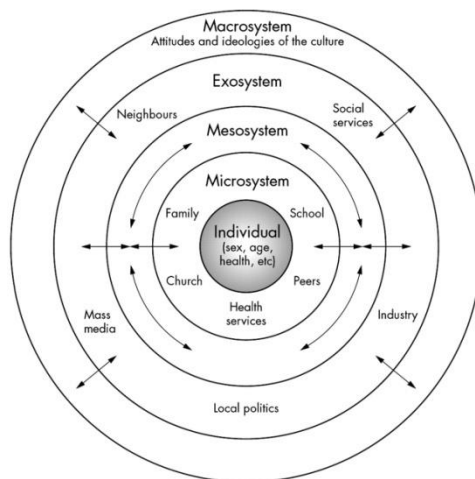 Macrosystem
Attitudes and ideologies of the culture
Exosystem
Neighbours
Social
services
Mesosystem
Microsystem
Family
School
Individual
(sex, age,
health, etc)
Church
Peers
Health
services
Mass
media
Industry
Local politics